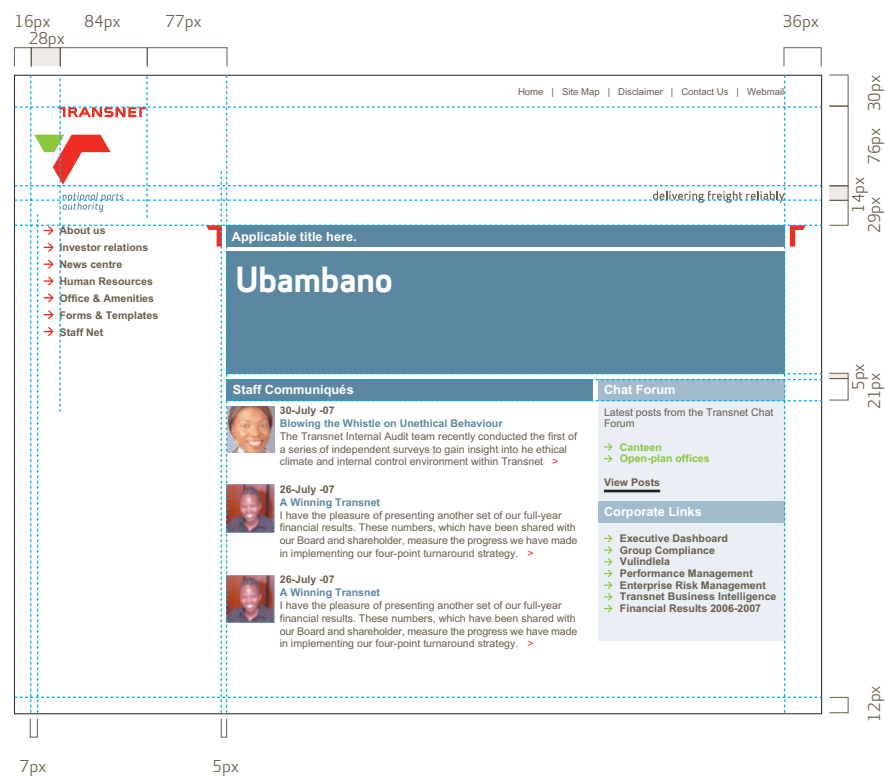 16px 84px 77px 36px
28px
Home | Site Map | Disclaimer | Contact Us | Webmail
30px
TRANSNET
76px
national ports
authority
delivering freight reliably
14px
29px
About us
Investor relations
News centre
Human Resources
Office & Amenities
Forms & Templates
Staff Net
Applicable title here.
Ubambano
5px
21px
Staff Communiqués
30-July -07
Blowing the Whistle on Unethical Behaviour
The Transnet Internal Audit team recently conducted the first of
a series of independent surveys to gain insight into he ethical
climate and internal control environment within Transnet >
26-July -07
A Winning Transnet
I have the pleasure of presenting another set of our full-year
financial results. These numbers, which have been shared with
our Board and shareholder, measure the progress we have made
in implementing our four-point turnaround strategy. >
26-July -07
A Winning Transnet
I have the pleasure of presenting another set of our full-year
financial results. These numbers, which have been shared with
our Board and shareholder, measure the progress we have made
in implementing our four-point turnaround strategy. >
Chat Forum
Latest posts from the Transnet Chat
Forum
Canteen
Open-plan offices
View Posts
Corporate Links
Executive Dashboard
Group Compliance
Vulindlela
Performance Management
Enterprise Risk Management
Transnet Business Intelligence
Financial Results 2006-2007
12px
7px 5px